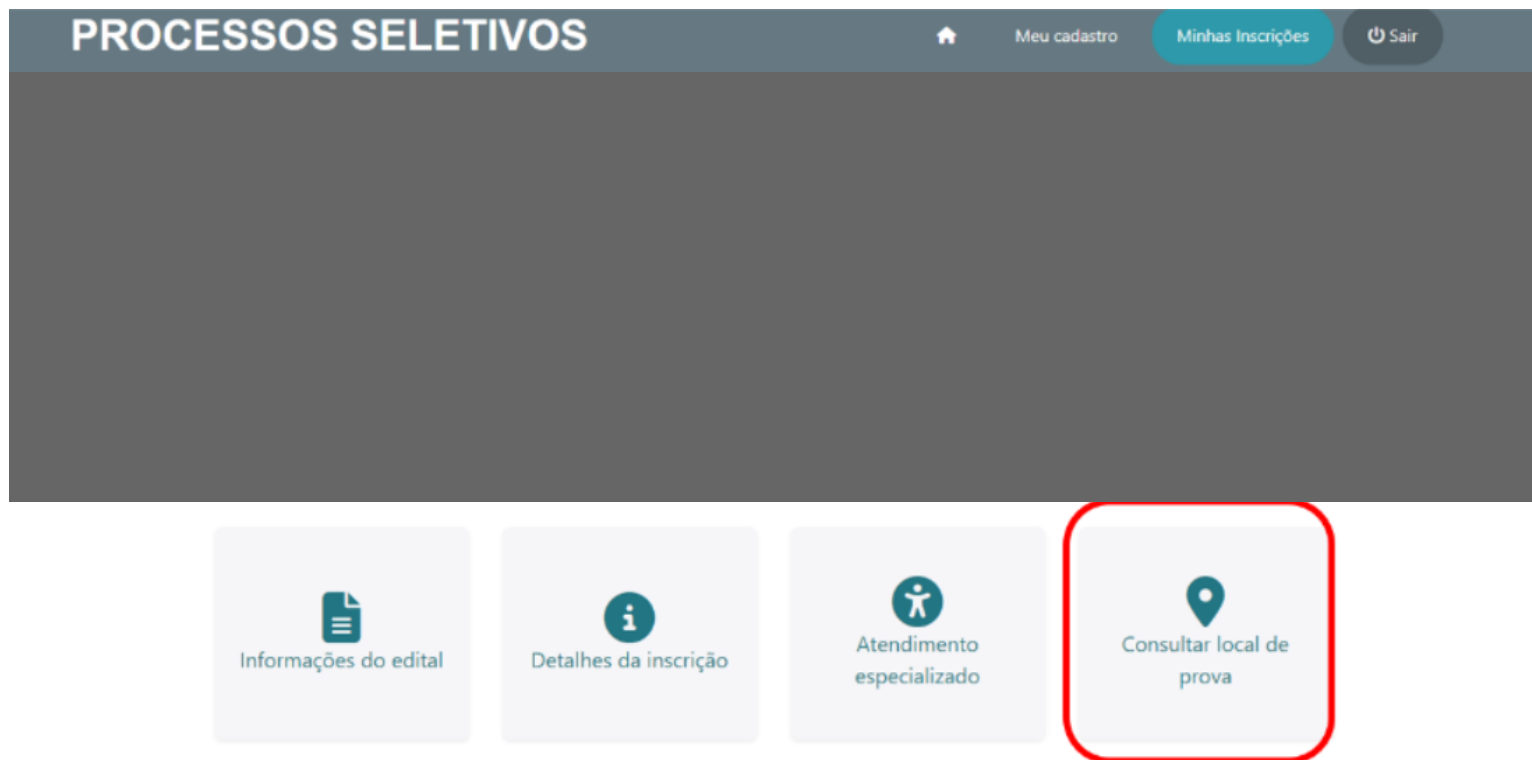 PROCESSOS SELETIVOS
Meu cadastro
Minhas Inscrições
Sair
Informações do edital
Detalhes da inscrição
Atendimento
especializado
Consultar local de
prova